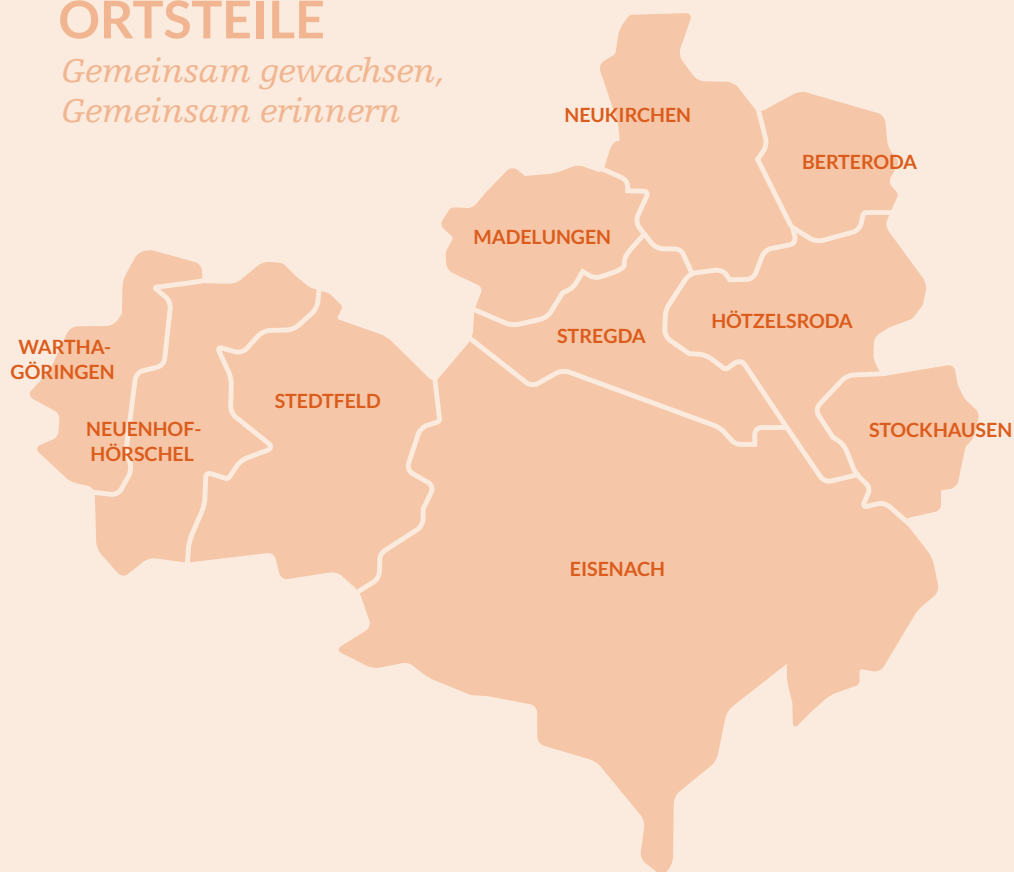 ORTSTEILE
Gemeinsam gewachsen,
Gemeinsam erinnern
NEUKIRCHEN
BERTERODA
MADELUNGEN
HÖTZELSRODA
STREGDA
WARTHA-
GÖRINGEN
STEDTFELD
NEUENHOF-
HÖRSCHEL
STOCKHAUSEN
EISENACH